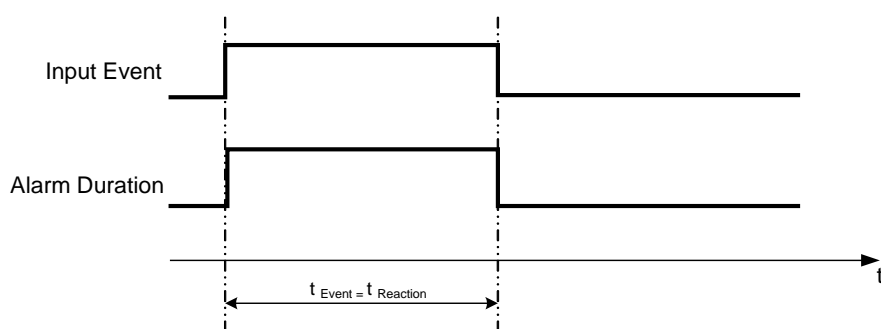 Input Event
Alarm Duration
t
t Event = t Reaction